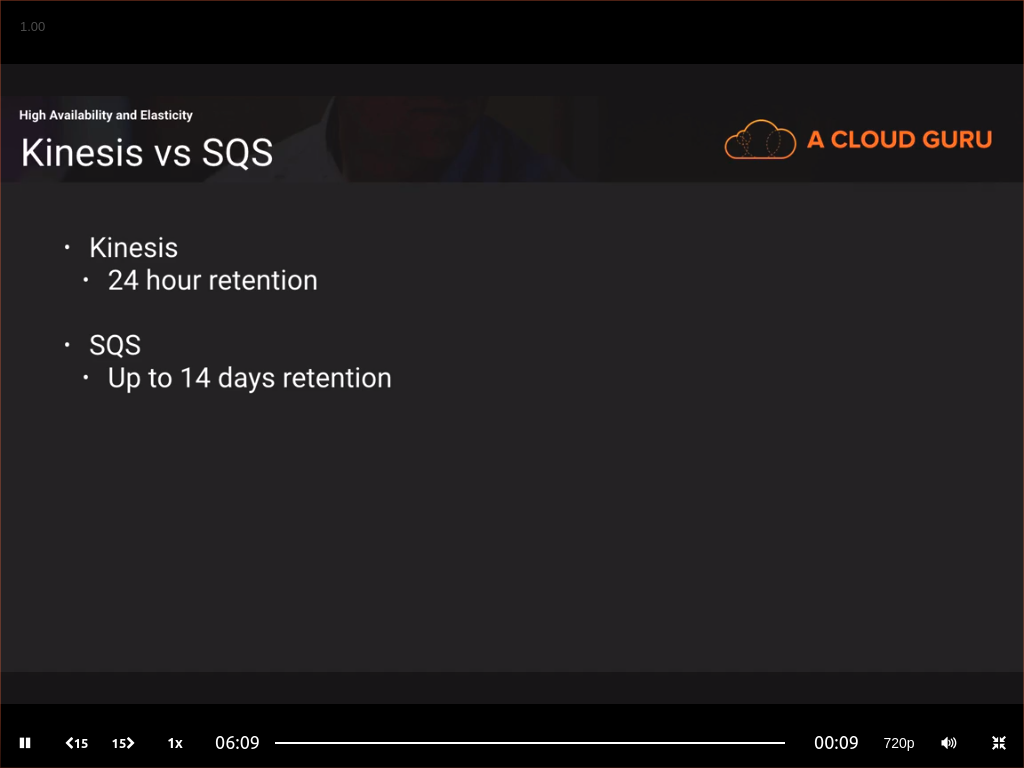 1.00
High Availability and Elasticity
Kinesis vs SQS
A CLOUD GURU
• Kinesis
• 24 hour retention
• SQS
• Up to 14 days retention
15 15 1x 06:09 00:09 720p